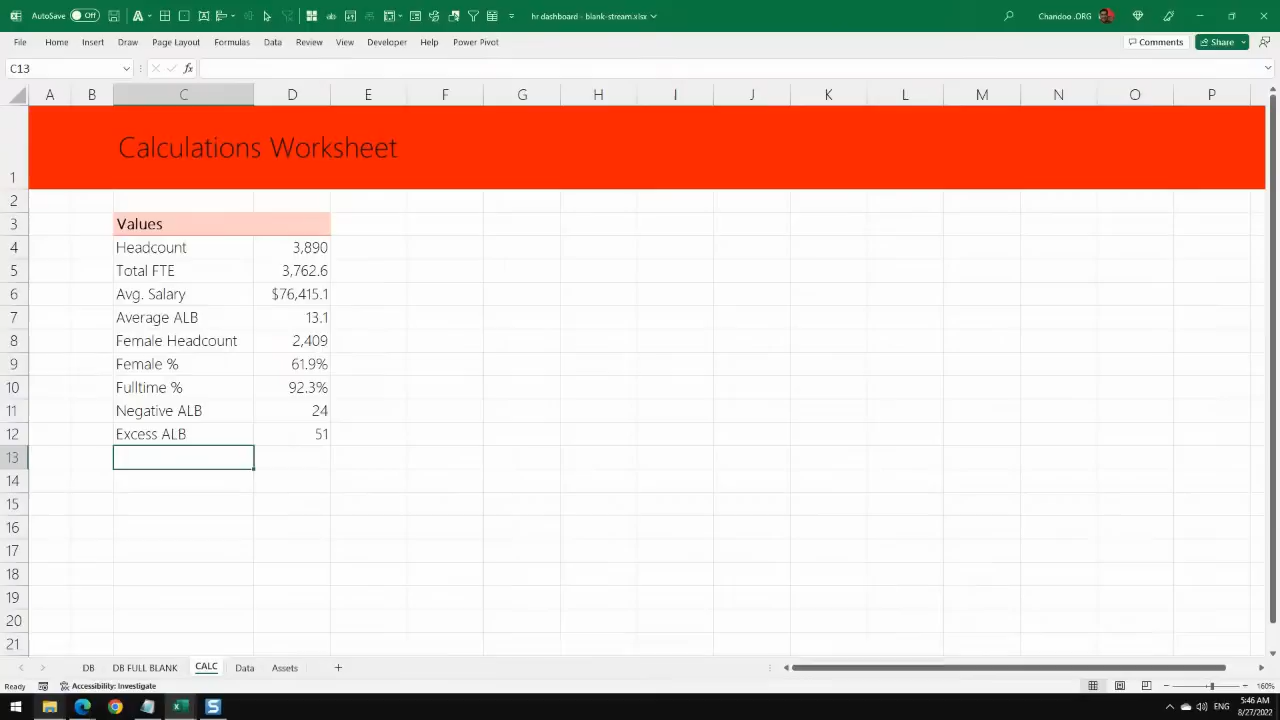 AutoSave Off
hr dashboard - blank-stream.xlsx
Chandoo .ORG
File Home Insert Draw Page Layout Formulas Data Review View Developer Help Power Pivot
Comments Share
C13 fx
A B C D E F G H I J K L M N O P
1 Calculations Worksheet
2
3 Values
4 Headcount 3,890
5 Total FTE 3,762.6
6 Avg. Salary $76,415.1
7 Average ALB 13.1
8 Female Headcount 2,409
9 Female % 61.9%
10 Fulltime % 92.3%
11 Negative ALB 24
12 Excess ALB 51
13
14
15
16
17
18
19
20
21
DB DB FULL BLANK CALC Data Assets
Ready Accessibility: Investigate 160%
ENG 5:46 AM
8/27/2022